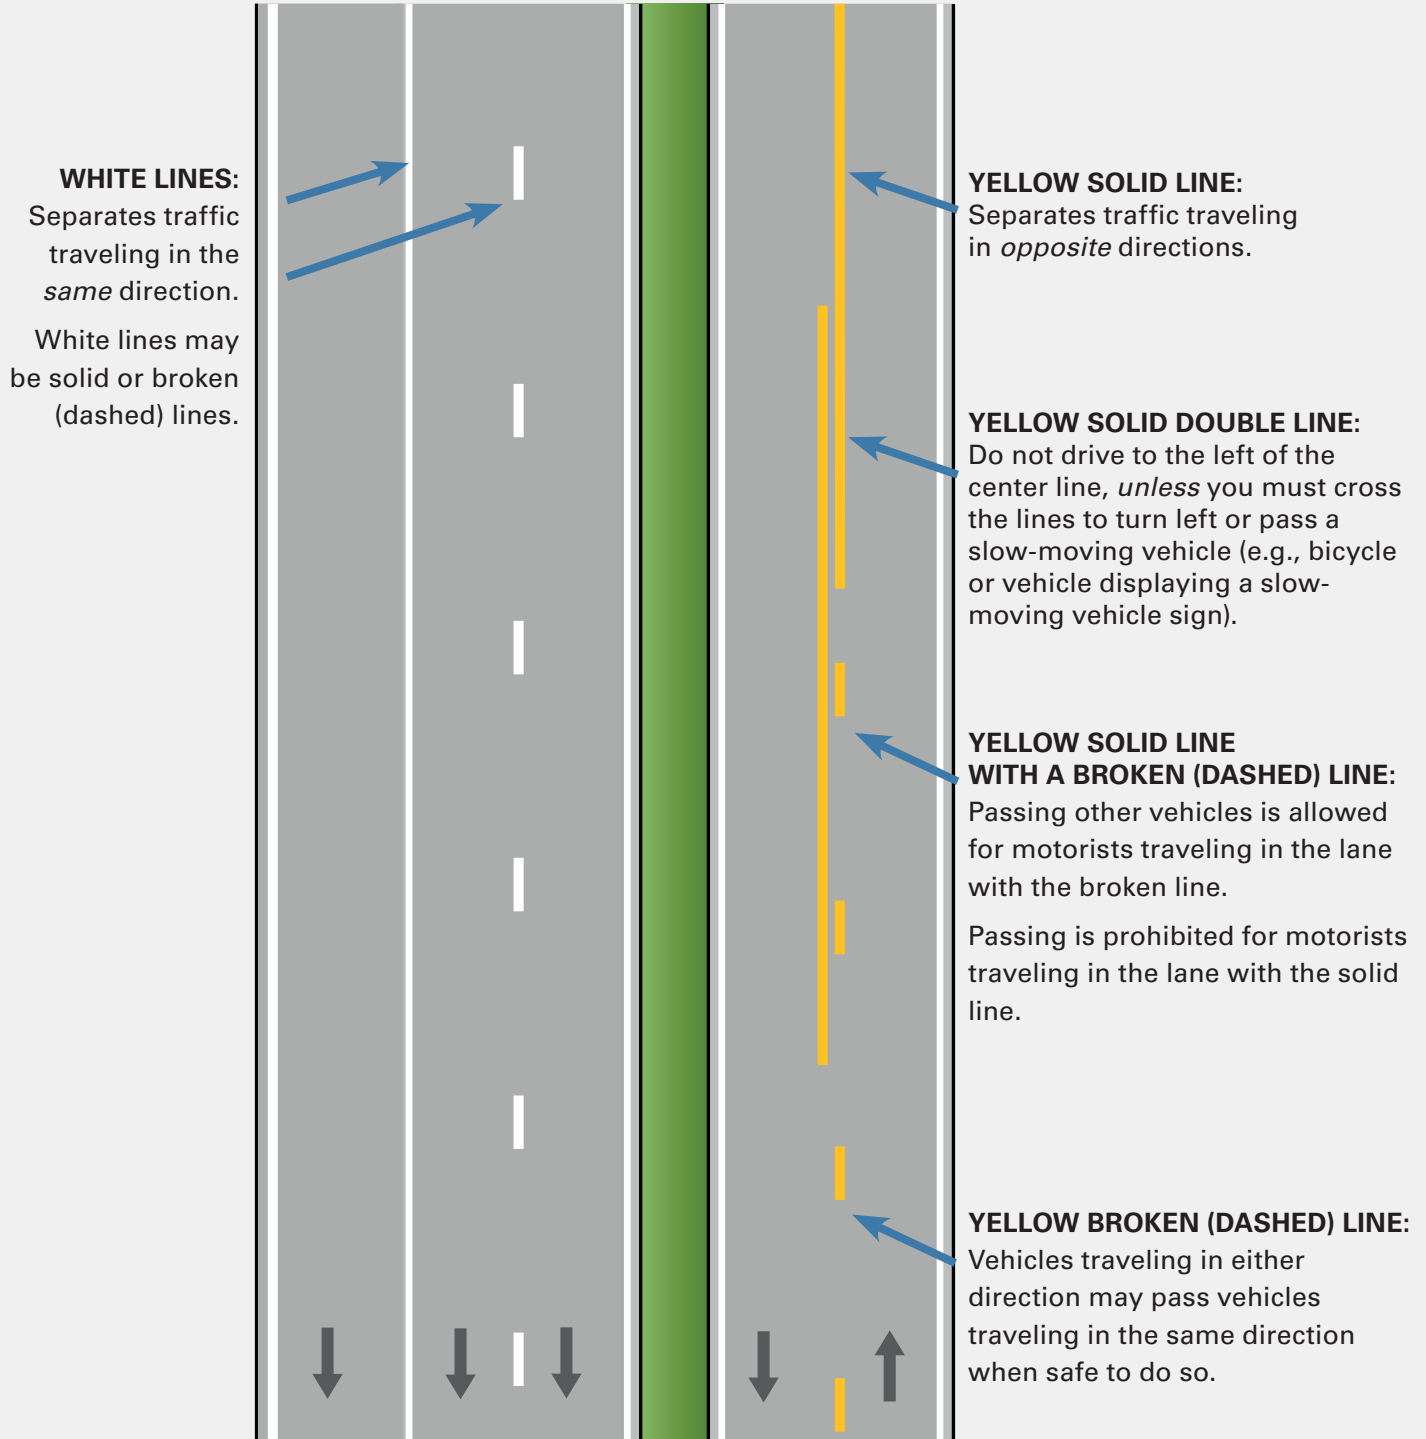 WHITE LINES:
Separates traffic
traveling in the
same direction.
White lines may
be solid or broken
(dashed) lines.
YELLOW SOLID LINE:
Separates traffic traveling
in opposite directions.
YELLOW SOLID DOUBLE LINE:
Do not drive to the left of the
center line, unless you must cross
the lines to turn left or pass a
slow-moving vehicle (e.g., bicycle
or vehicle displaying a slow-
moving vehicle sign).
YELLOW SOLID LINE
WITH A BROKEN (DASHED) LINE:
Passing other vehicles is allowed
for motorists traveling in the lane
with the broken line.
Passing is prohibited for motorists
traveling in the lane with the solid
line.
YELLOW BROKEN (DASHED) LINE:
Vehicles traveling in either
direction may pass vehicles
traveling in the same direction
when safe to do so.